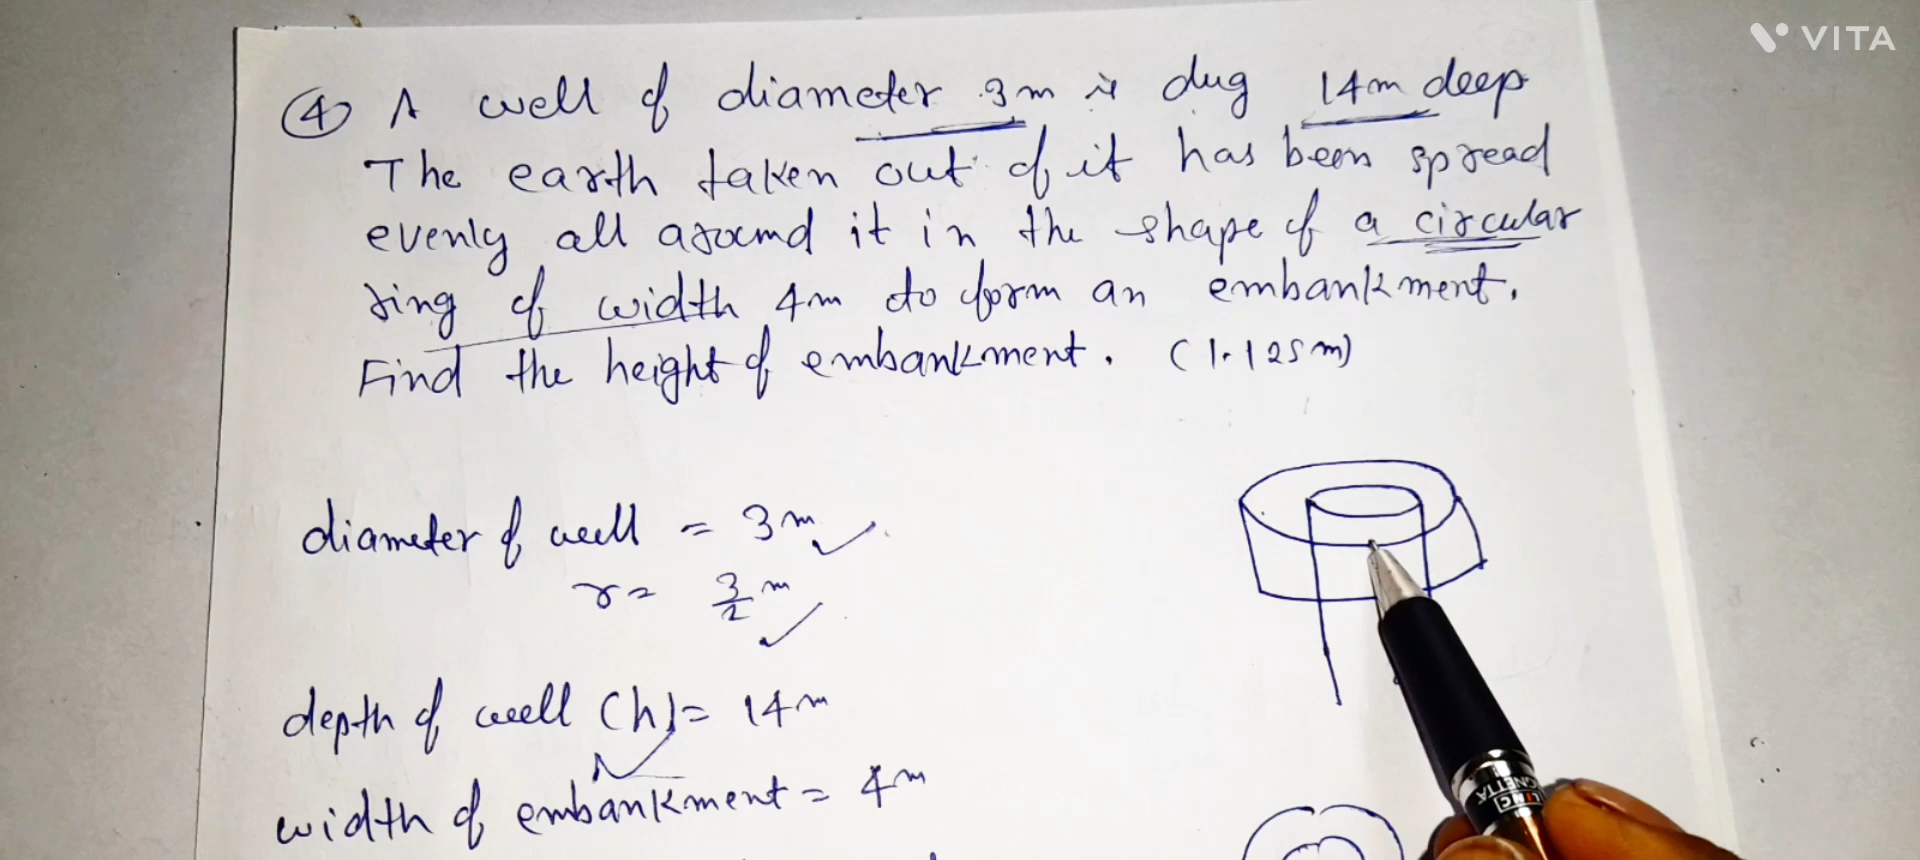 VITA
④ A well of diameter 3m is dug 14m deep
The earth taken out of it has been spread
evenly all around it in the shape of a circular
ring of width 4m to form an embankment.
Find the height of embankment. (1.125m)
diameter of well = 3m
r = 3/2 m
depth of well (h) = 14m
width of embankment = 4m